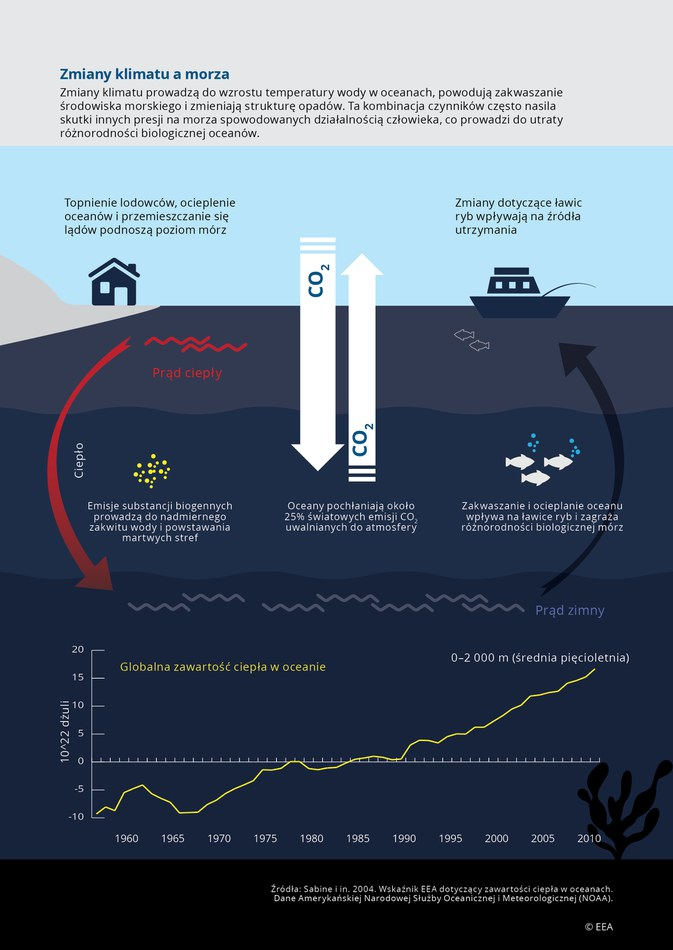 Zmiany klimatu a morza
Zmiany klimatu prowadzą do wzrostu temperatury wody w oceanach, powodują zakwaszanie
środowiska morskiego i zmieniają strukturę opadów. Ta kombinacja czynników często nasila
skutki innych presji na morza spowodowanych działalnością człowieka, co prowadzi do utraty
różnorodności biologicznej oceanów.
Topnienie lodowców, ocieplenie
oceanów i przemieszczanie się
lądów podnoszą poziom mórz
Zmiany dotyczące ławic
ryb wpływają na źródła
utrzymania
CO2
Prąd ciepły
CO2
Ciepło
Emisje substancji biogennych
prowadzą do nadmiernego
zakwitu wody i powstawania
martwych stref
Oceany pochłaniają około
25% światowych emisji CO2
uwalnianych do atmosfery
Zakwaszanie i ocieplanie oceanu
wpływa na ławice ryb i zagraża
różnorodności biologicznej mórz
Prąd zimny
Globalna zawartość ciepła w oceanie
0–2 000 m (średnia pięcioletnia)
10^22 dżuli
20
15
10
5
0
-5
-10
1960 1965 1970 1975 1980 1985 1990 1995 2000 2005 2010
Źródła: Sabine i in. 2004. Wskaźnik EEA dotyczący zawartości ciepła w oceanach.
Dane Amerykańskiej Narodowej Służby Oceanicznej i Meteorologicznej (NOAA).
© EEA